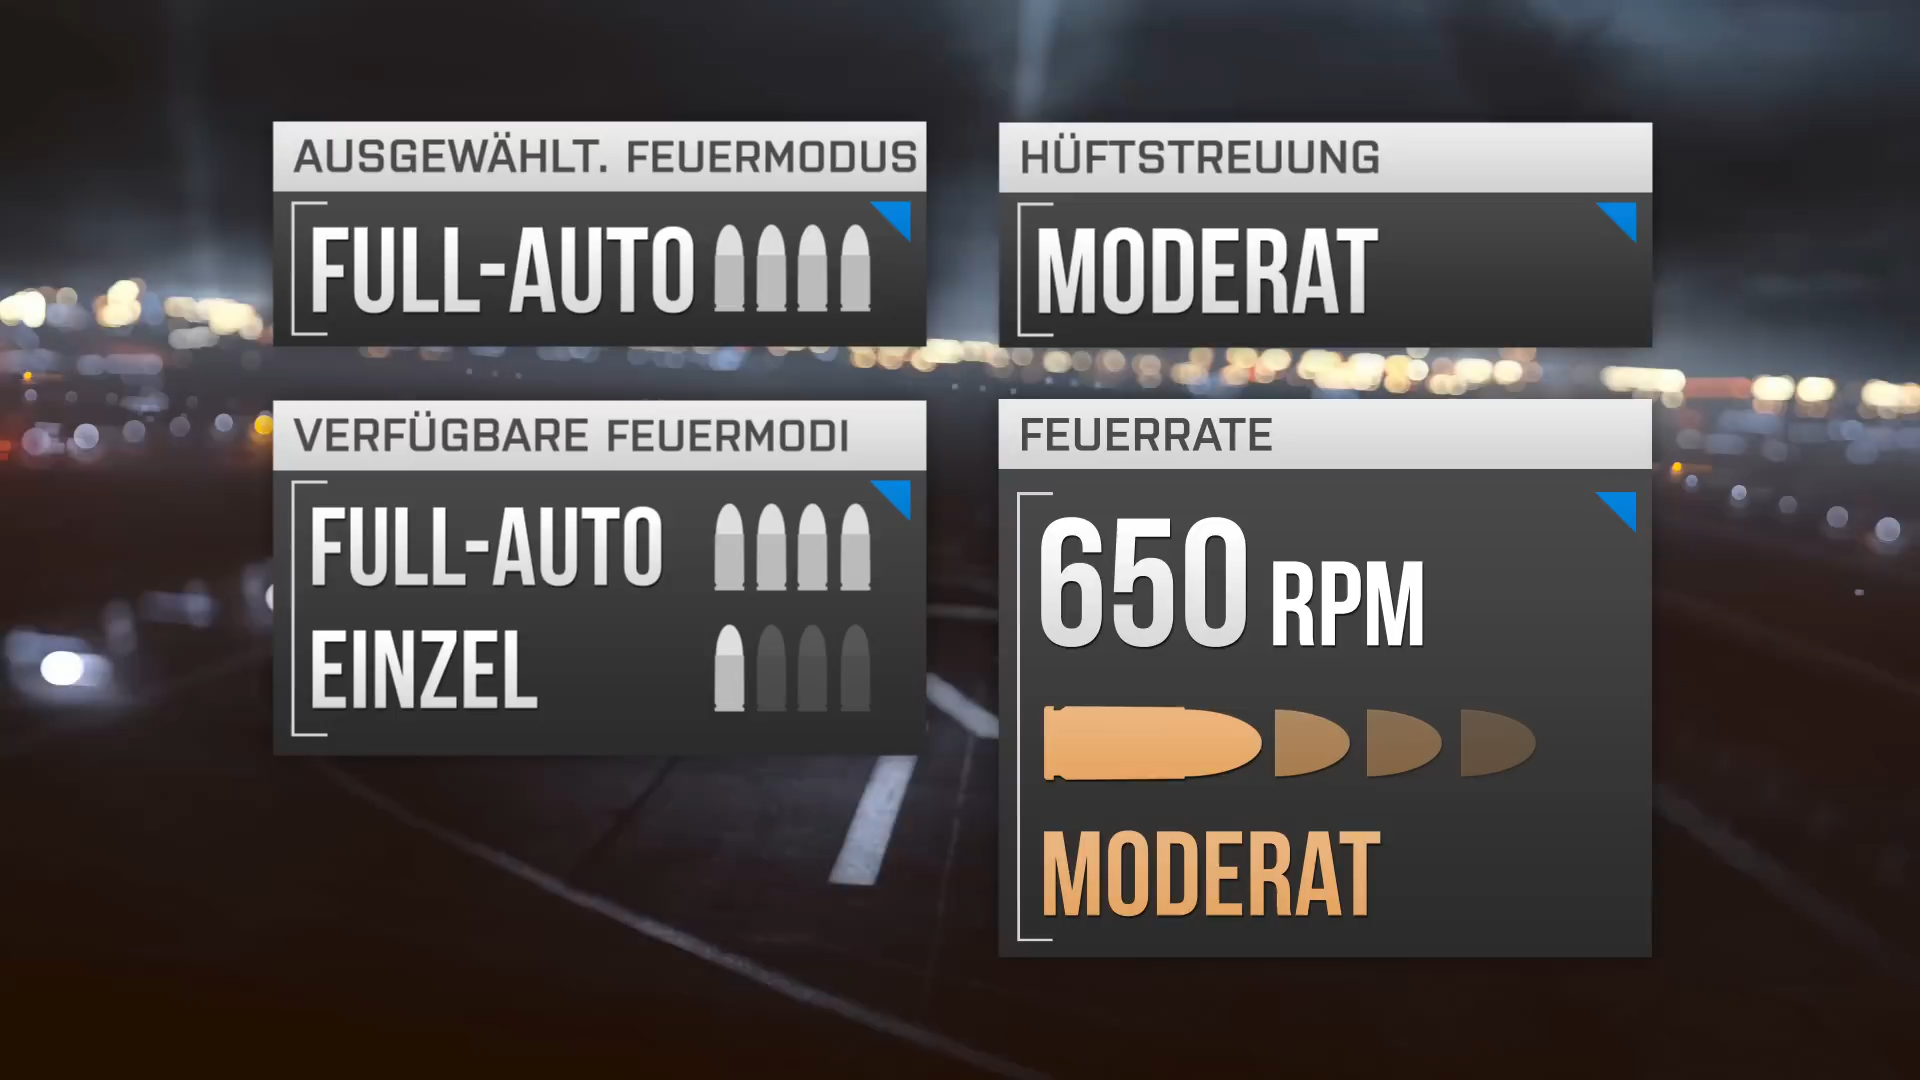 AUSGEWÄHLT. FEUERMODUS
FULL-AUTO
VERFÜGBARE FEUERMODI
FULL-AUTO
EINZEL
HÜFTSTREUUNG
MODERAT
FEUERRATE
650 RPM
MODERAT